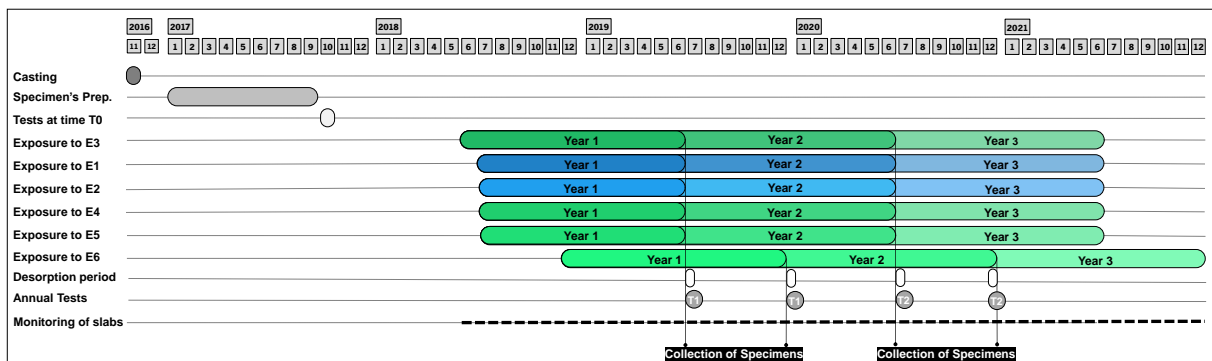 2016 2017 2018 2019 2020 2021
11 12 1 2 3 4 5 6 7 8 9 10 11 12 1 2 3 4 5 6 7 8 9 10 11 12 1 2 3 4 5 6 7 8 9 10 11 12 1 2 3 4 5 6 7 8 9 10 11 12 1 2 3 4 5 6 7 8 9 10 11 12
Casting
Specimen's Prep.
Tests at time T0
Exposure to E3 Year 1 Year 2 Year 3
Exposure to E1 Year 1 Year 2 Year 3
Exposure to E2 Year 1 Year 2 Year 3
Exposure to E4 Year 1 Year 2 Year 3
Exposure to E5 Year 1 Year 2 Year 3
Exposure to E6 Year 1 Year 2 Year 3
Desorption period
Annual Tests T1 T1 T2 T2
Monitoring of slabs
Collection of Specimens Collection of Specimens